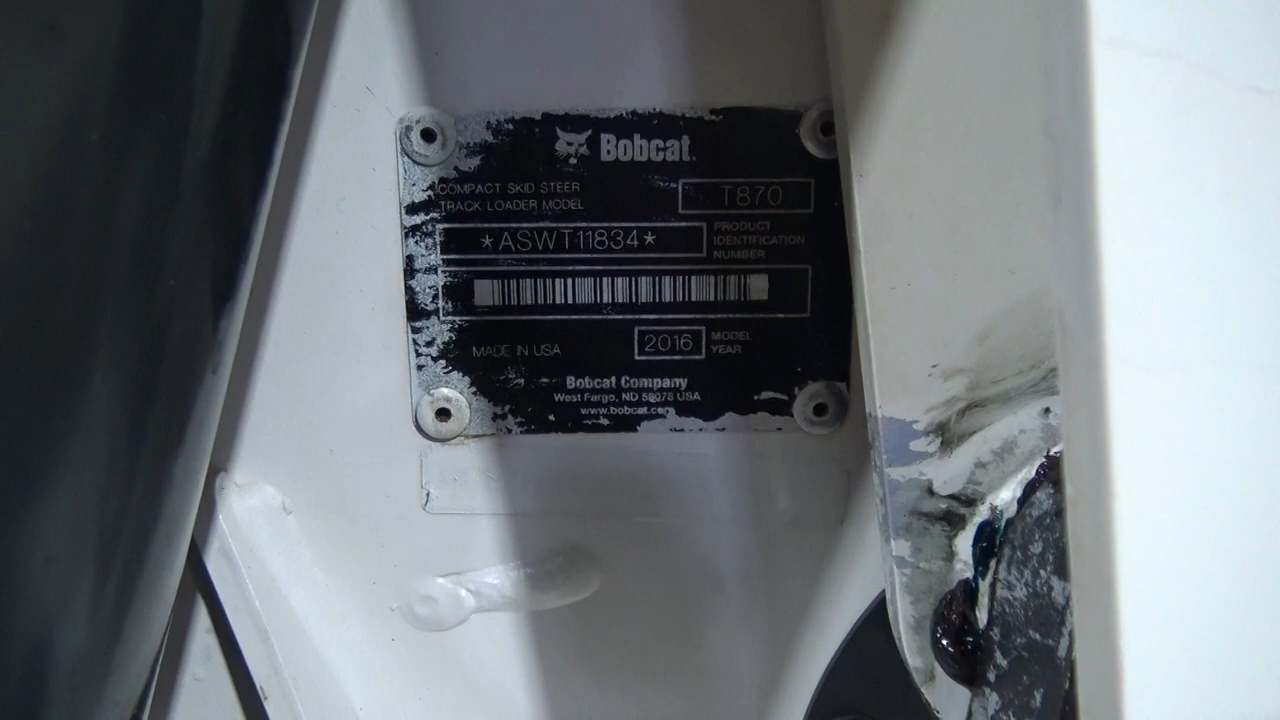 Bobcat
COMPACT SKID STEER
TRACK LOADER MODEL
T870
*ASWT11834*
PRODUCT
IDENTIFICATION
NUMBER
MADE IN USA
2016
MODEL
YEAR
Bobcat Company
West Fargo, ND 58078 USA
www.bobcat.com